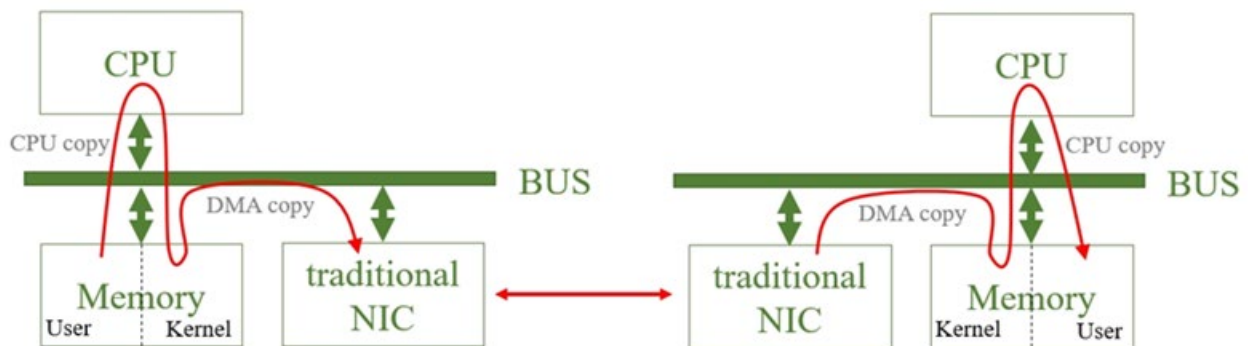 CPU
CPU
CPU copy
CPU copy
BUS
BUS
DMA copy
DMA copy
Memory
User
Kernel
traditional
NIC
traditional
NIC
Memory
Kernel
User